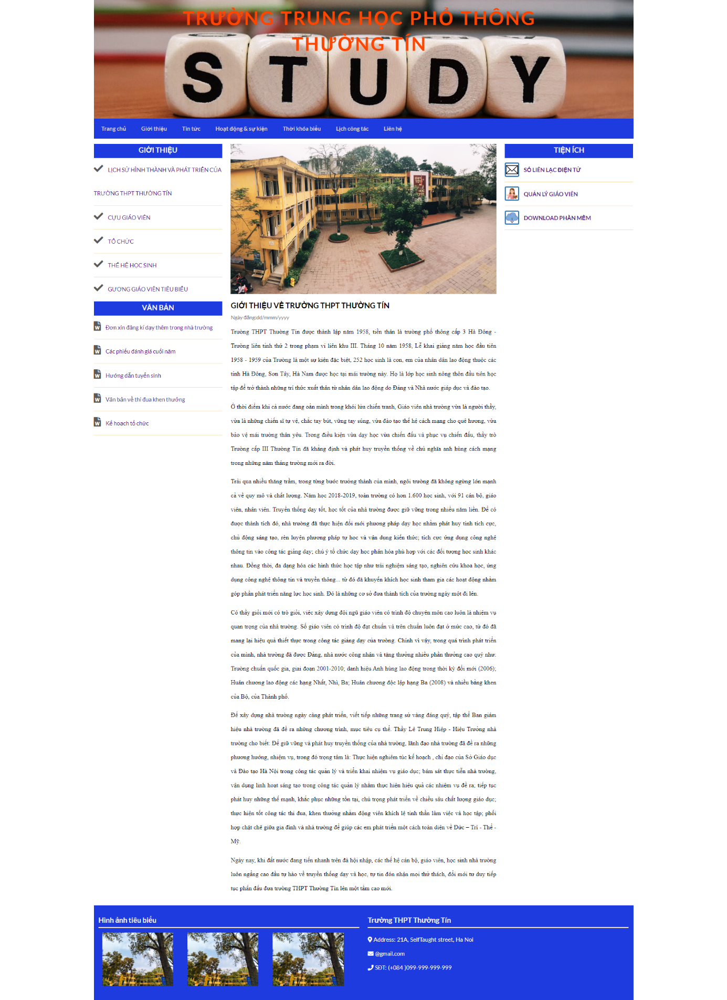 TRƯỜNG TRUNG HỌC PHỔ THÔNG
THƯỜNG TÍN
STUDY
Trang chủ Giới thiệu Tin tức Hoạt động & sự kiện Thời khóa biểu Lịch công tác Liên hệ
GIỚI THIỆU
LỊCH SỬ HÌNH THÀNH VÀ PHÁT TRIỂN CỦA
TRƯỜNG THPT THƯỜNG TÍN
CỰU GIÁO VIÊN
TỔ CHỨC
THẾ HỆ HỌC SINH
GƯƠNG GIÁO VIÊN TIÊU BIỂU
VĂN BẢN
Đơn xin đăng kí dạy thêm trong nhà trường
Các phiếu đánh giá cuối năm
Hướng dẫn tuyển sinh
Văn bản về thi đua khen thưởng
Kế hoạch tổ chức
DẠY
TỐT
HỌC
TỐT
GIỚI THIỆU VỀ TRƯỜNG THPT THƯỜNG TÍN
Ngày đăng:dd/mmm/yyyy
Trường THPT Thường Tín được thành lập năm 1958, tiền thân là trường phổ thông cấp 3 Hà Đông -
Trường liên tỉnh thứ 2 trong phạm vi liên khu III. Tháng 10 năm 1958, Lễ khai giảng năm học đầu tiên
1958 - 1959 của Trường là một sự kiện đặc biệt, 252 học sinh là con, em của nhân dân lao động thuộc các
tỉnh Hà Đông, Sơn Tây, Hà Nam được học tại mái trường này. Họ là lớp học sinh nông thôn đầu tiên học
tập để trở thành những trí thức xuất thân từ nhân dân lao động do Đảng và Nhà nước giáp dục và đào tạo.
Ở thời điểm khi cả nước đang oằn mình trong khói lửa chiến tranh, Giáo viên nhà trường vừa là người thầy,
vừa là những chiến sĩ tự vệ, chắc tay bút, vững tay súng, vừa đào tạo thế hệ cách mạng cho quê hương, vừa
bảo vệ mái trường thân yêu. Trong điều kiện vừa dạy học vừa chiến đấu và phục vụ chiến đấu, thầy trò
Trường cấp III Thường Tín đã khẳng định và phát huy truyền thống về chủ nghĩa anh hùng cách mạng
trong những năm tháng trường mới ra đời.
Trải qua nhiều thăng trầm, trong từng bước trưởng thành của mình, ngôi trường đã không ngừng lớn mạnh
cả về quy mô và chất lượng. Năm học 2018-2019, toàn trường có hơn 1.600 học sinh, với 91 cán bộ, giáo
viên, nhân viên. Truyền thống dạy tốt, học tốt của nhà trường được giữ vững trong nhiều năm liền. Để có
được thành tích đó, nhà trường đã thực hiện đổi mới phương pháp dạy học nhằm phát huy tính tích cực,
chủ động sáng tạo, rèn luyện phương pháp tự học và vận dụng kiến thức; tích cực ứng dụng công nghệ
thông tin vào công tác giảng dạy; chú ý tổ chức dạy học phân hóa phù hợp với các đối tượng học sinh khác
nhau. Đồng thời, đa dạng hóa các hình thức học tập như trải nghiệm sáng tạo, nghiên cứu khoa học, ứng
dụng công nghệ thông tin và truyền thông... từ đó đã khuyến khích học sinh tham gia các hoạt động nhằm
góp phần phát triển năng lực học sinh. Đó là những cơ sở đưa thành tích của trường ngày một đi lên.
Có thầy giỏi mới có trò giỏi, việc xây dựng đội ngũ giáo viên có trình độ chuyên môn cao luôn là nhiệm vụ
quan trọng của nhà trường. Số giáo viên có trình độ đạt chuẩn và trên chuẩn luôn đạt ở mức cao, từ đó đã
mang lại hiệu quả thiết thực trong công tác giảng dạy của trường. Chính vì vậy, trong quá trình phát triển
của mình, nhà trường đã được Đảng, nhà nước công nhận và tặng thưởng nhiều phần thưởng cao quý như:
Trường chuẩn quốc gia, giai đoạn 2001-2010; danh hiệu Anh hùng lao động trong thời kỳ đổi mới (2006);
Huân chương lao động các hạng Nhất, Nhì, Ba; Huân chương độc lập hạng Ba (2008) và nhiều bằng khen
của Bộ, của Thành phố.
Để xây dựng nhà trường ngày càng phát triển, viết tiếp những trang sử vàng đáng quý, tập thể Ban giám
hiệu nhà trường đã đề ra những chương trình, mục tiêu cụ thể. Thầy Lê Trung Hiệp - Hiệu Trưởng nhà
trường cho biết: Để giữ vững và phát huy truyền thống của nhà trường, lãnh đạo nhà trường đã đề ra những
phương hướng, nhiệm vụ, trong đó trọng tâm là: Thực hiện nghiêm túc kế hoạch , chỉ đạo của Sở Giáo dục
và Đào tạo Hà Nội trong công tác quản lý và triển khai nhiệm vụ giáo dục; bám sát thực tiễn nhà trường,
vận dụng linh hoạt sáng tạo trong công tác quản lý nhằm thực hiện hiệu quả các nhiệm vụ đề ra; tiếp tục
phát huy những thế mạnh, khắc phục những tồn tại, chú trọng phát triển về chiều sâu chất lượng giáo dục;
thực hiện tốt công tác thi đua, khen thưởng nhằm động viên khích lệ tinh thần làm việc và học tập; phối
hợp chặt chẽ giữa gia đình và nhà trường để giúp các em phát triển một cách toàn diện về Đức – Trí - Thể -
Mỹ.
Ngày nay, khi đất nước đang tiến nhanh trên đà hội nhập, các thế hệ cán bộ, giáo viên, học sinh nhà trường
luôn ngẩng cao đầu tự hào về truyền thống dạy và học, tự tin đón nhận mọi thử thách, đổi mới tư duy tiếp
tục phấn đấu đưa trường THPT Thường Tín lên một tầm cao mới.
TIỆN ÍCH
SỔ LIÊN LẠC ĐIỆN TỬ
QUẢN LÝ GIÁO VIÊN
DOWNLOAD PHẦN MỀM
Hình ảnh tiêu biểu
Trường THPT Thường Tín
Address: 21A, SelfTaught street, Ha Noi
@gmail.com
SĐT: (+084 )099-999-999-999